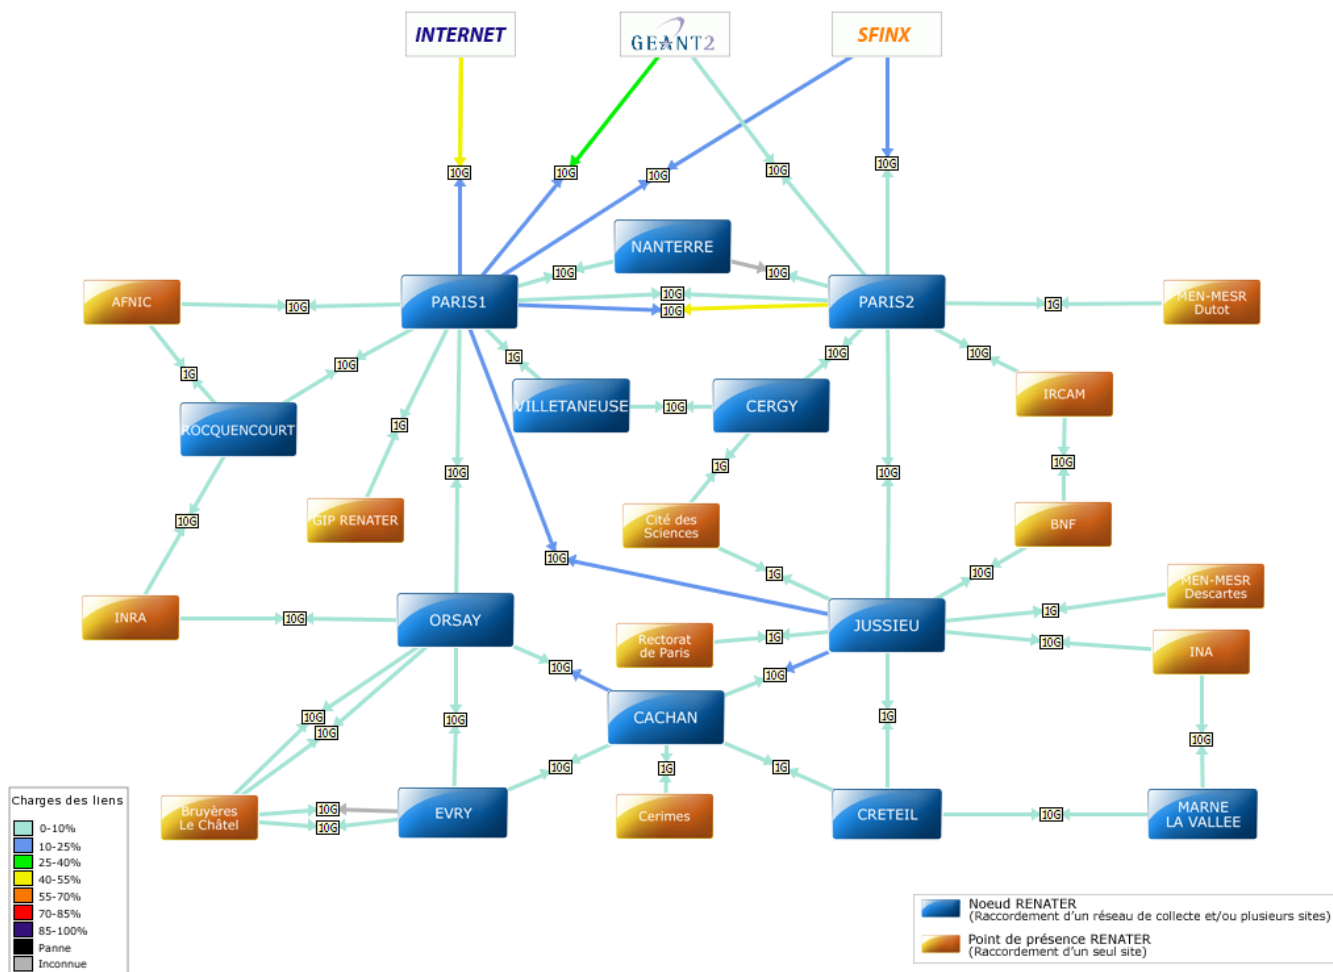 INTERNET
GEANT2
SFINX
10G
10G
10G
10G
10G
NANTERRE
10G
10G
AFNIC
PARIS1
PARIS2
MEN-MESR
Dutot
10G
10G
10G
1G
1G
10G
1G
10G
10G
IRCAM
VILLETANEUSE
10G
CERGY
ROCQUENCOURT
1G
10G
1G
10G
10G
10G
GIP RENATER
Cité des
Sciences
BNF
10G
1G
10G
MEN-MESR
Descartes
INRA
10G
ORSAY
JUSSIEU
1G
Rectorat
de Paris
1G
10G
INA
10G
10G
CACHAN
10G
10G
1G
10G
10G
10G
1G
1G
Charges des liens
0-10%
10-25%
25-40%
40-55%
55-70%
70-85%
85-100%
Panne
Inconnue
Bruyères
Le Châtel
10G
10G
EVRY
Cerimes
CRETEIL
10G
MARNE
LA VALLEE
Noeud RENATER
(Raccordement d'un réseau de collecte et/ou plusieurs sites)
Point de présence RENATER
(Raccordement d'un seul site)